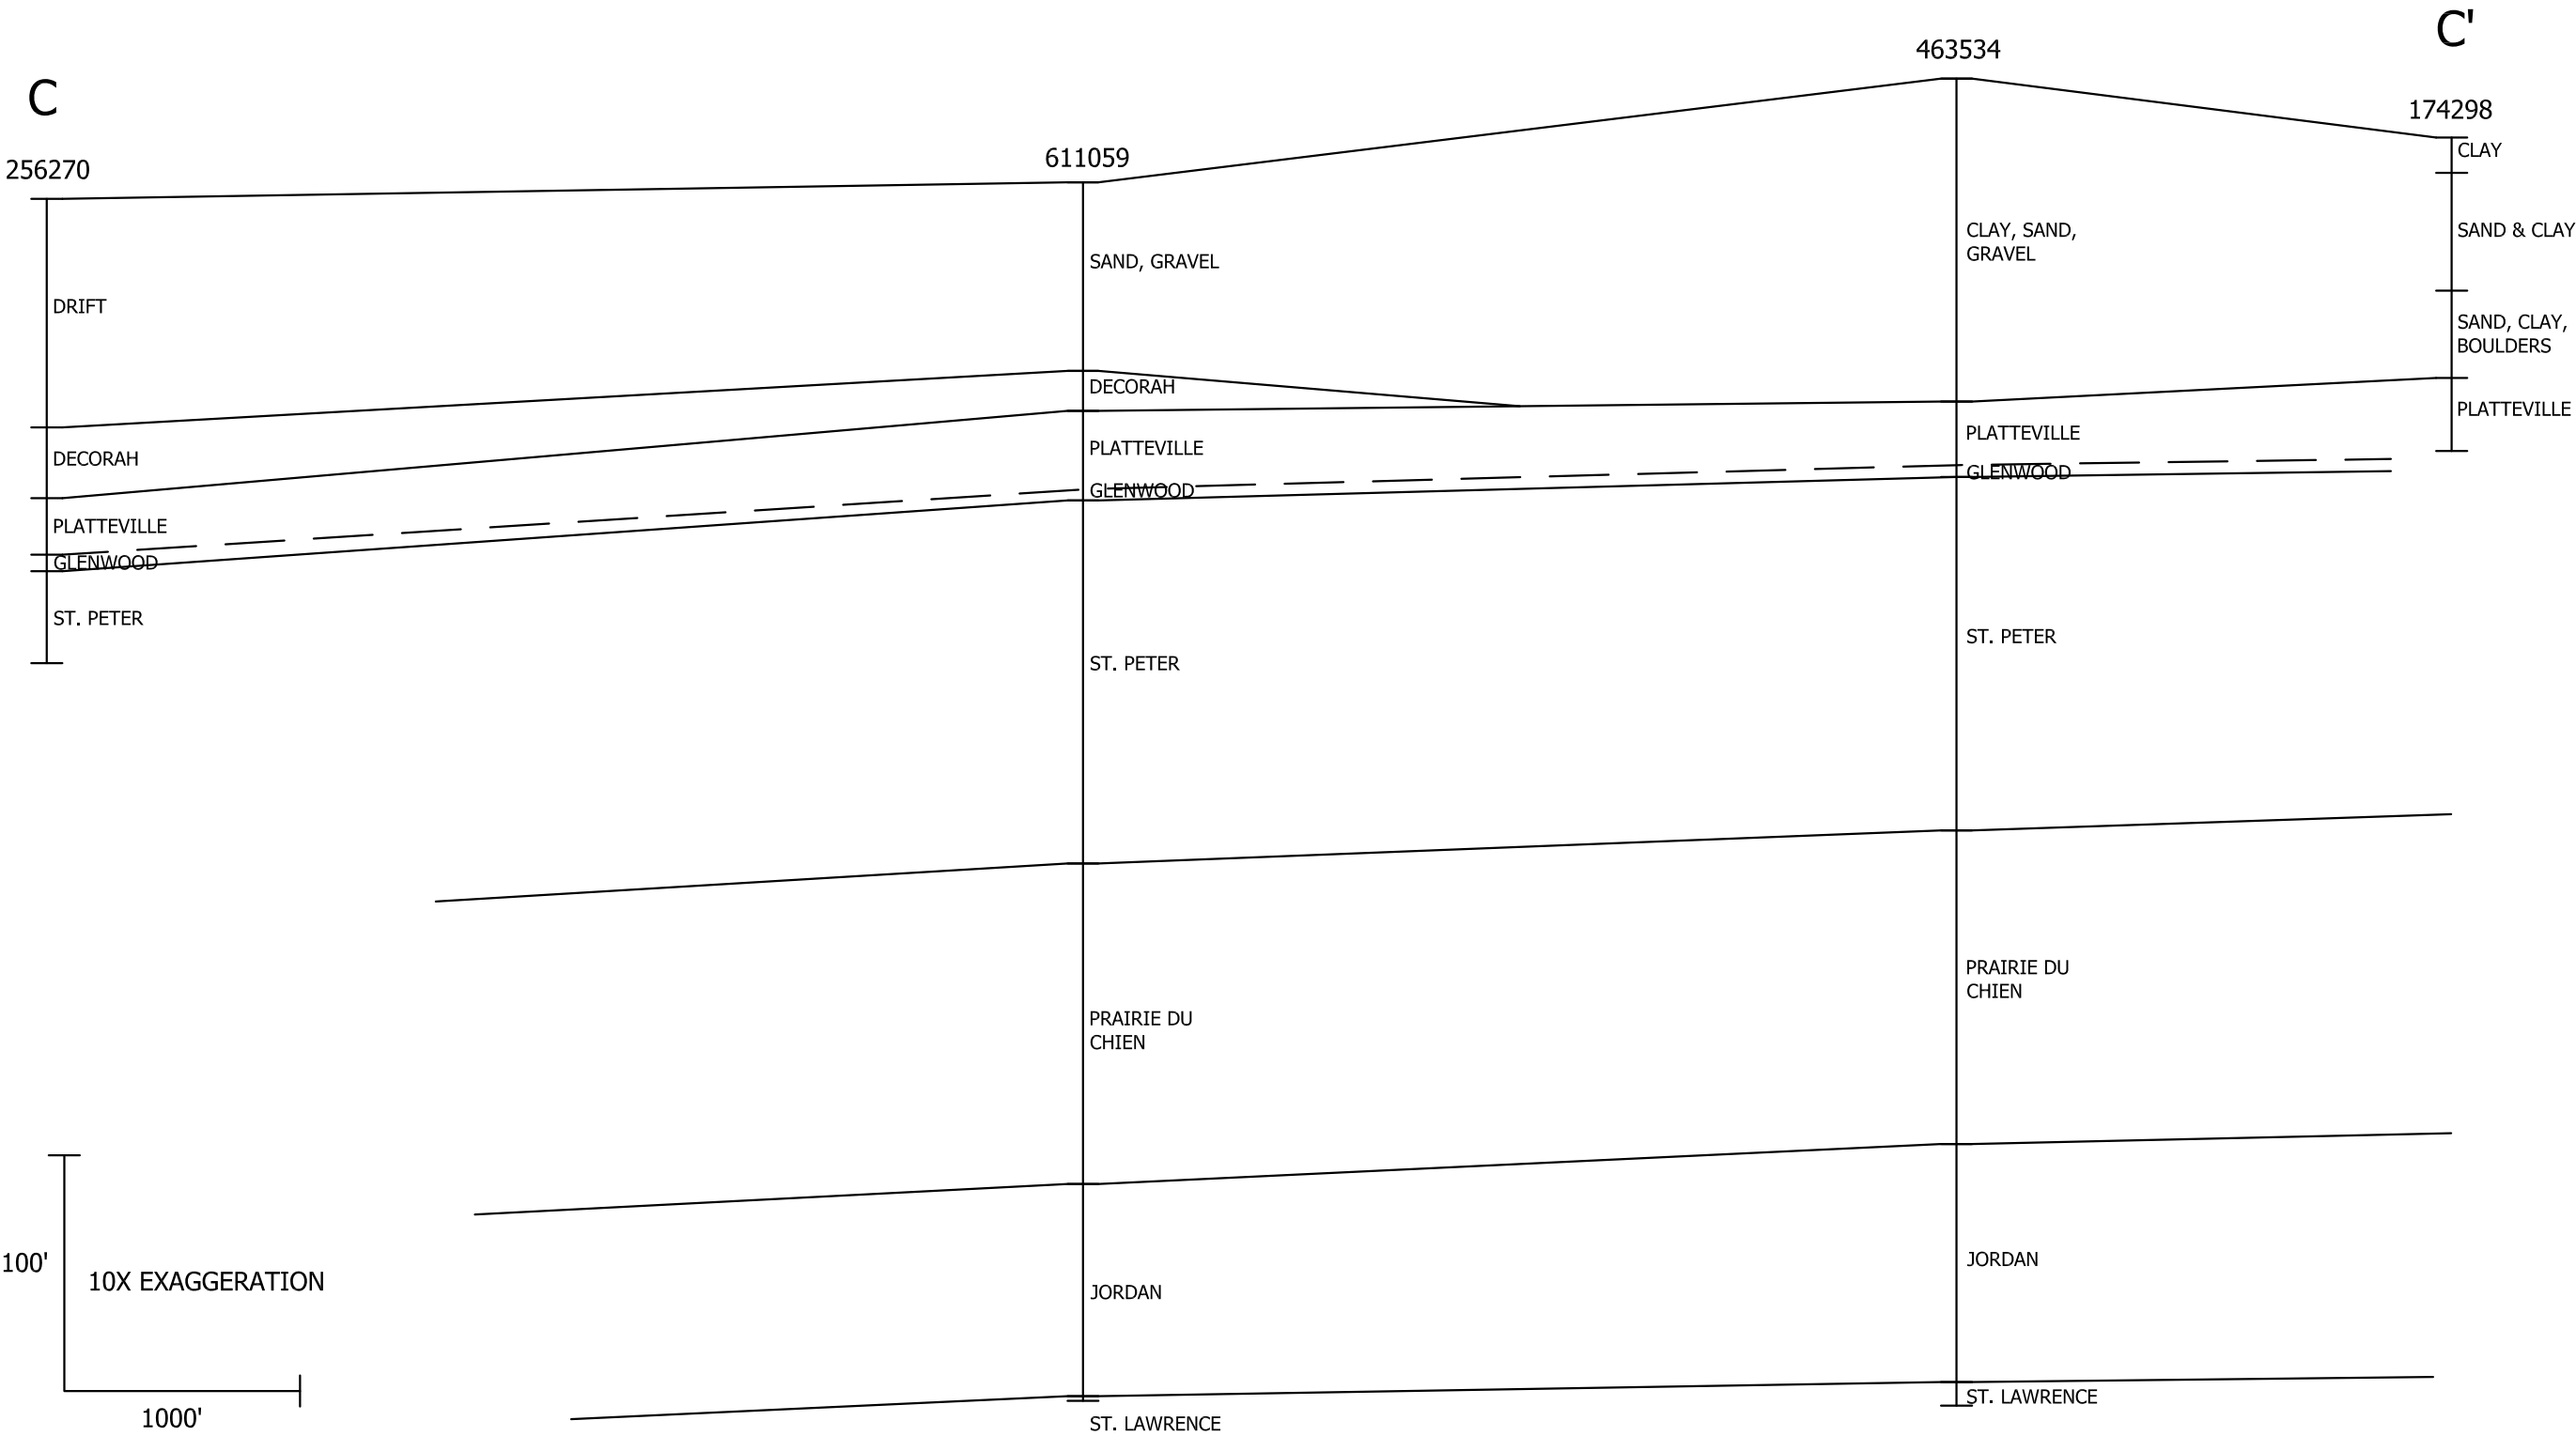 C
C'
256270
611059
463534
174298
DRIFT
DECORAH
PLATTEVILLE
GLENWOOD
ST. PETER
SAND, GRAVEL
DECORAH
PLATTEVILLE
GLENWOOD
ST. PETER
PRAIRIE DU
CHIEN
JORDAN
ST. LAWRENCE
CLAY, SAND,
GRAVEL
PLATTEVILLE
GLENWOOD
ST. PETER
PRAIRIE DU
CHIEN
JORDAN
ST. LAWRENCE
CLAY
SAND & CLAY
SAND, CLAY,
BOULDERS
PLATTEVILLE
100'
10X EXAGGERATION
1000'